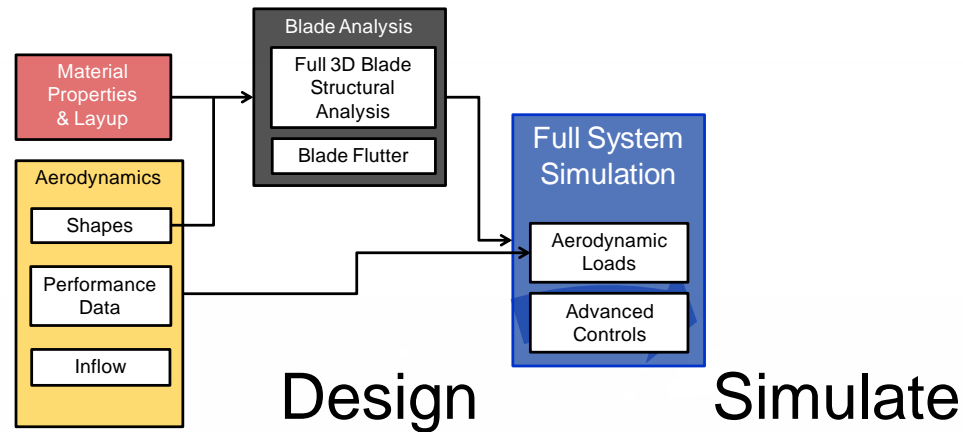 Material
Properties
& Layup
Aerodynamics
Shapes
Performance
Data
Inflow
Blade Analysis
Full 3D Blade
Structural
Analysis
Blade Flutter
Full System
Simulation
Aerodynamic
Loads
Advanced
Controls
Design
Simulate